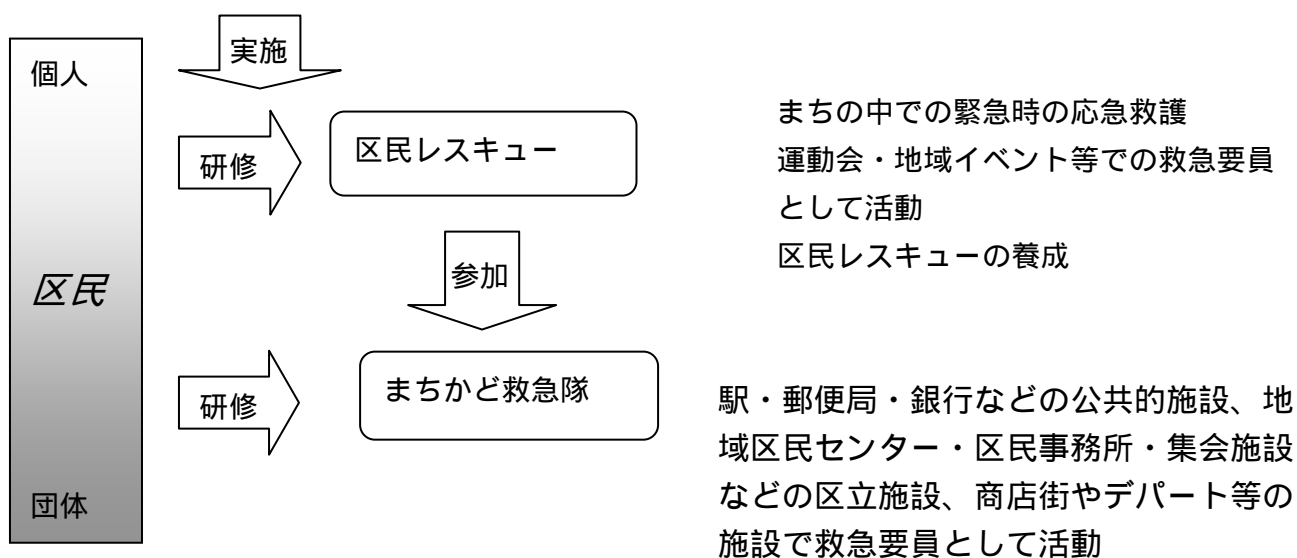 実施
個人
研修
区民レスキュー
まちの中での緊急時の応急救護
運動会・地域イベント等での救急要員
として活動
区民レスキューの養成
区民
参加
研修
まちかど救急隊
駅・郵便局・銀行などの公共的施設、地
域区民センター・区民事務所・集会施設
などの区立施設、商店街やデパート等の
施設で救急要員として活動
団体